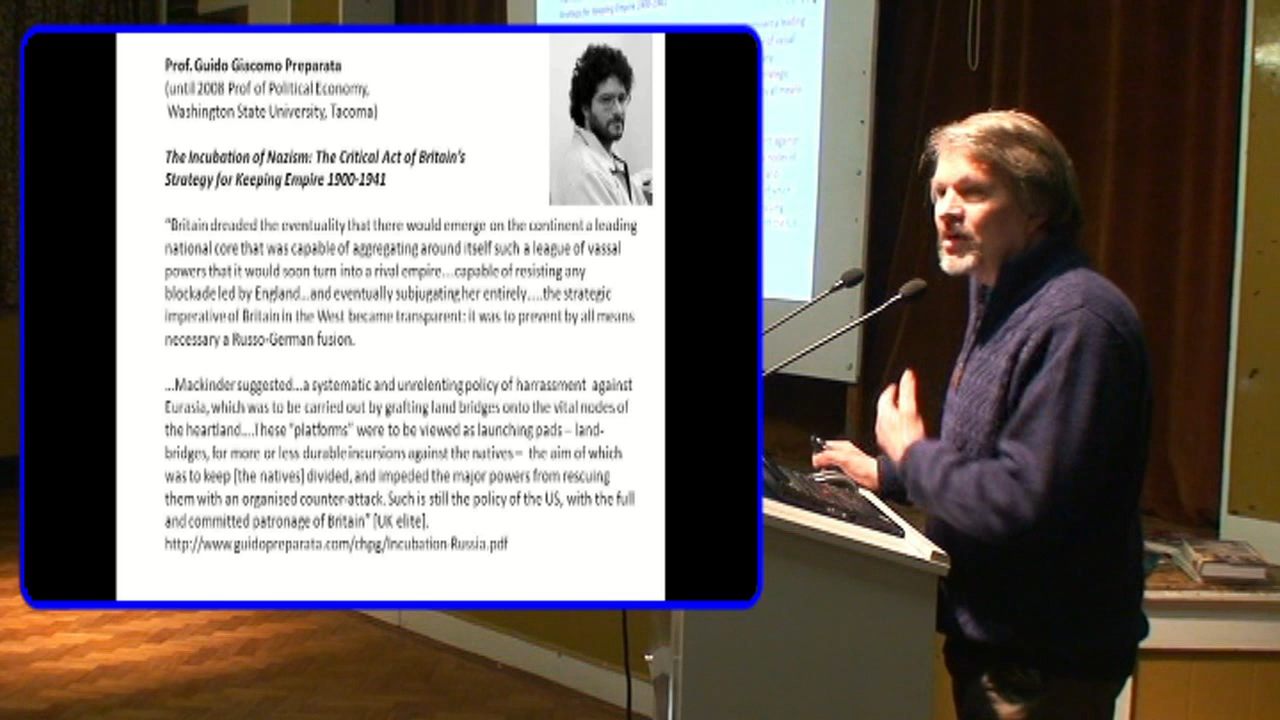 Prof. Guido Giacomo Preparata
(until 2008 Prof of Political Economy,
Washington State University, Tacoma)
The Incubation of Nazism: The Critical Act of Britain's
Strategy for Keeping Empire 1900-1941
"Britain dreaded the eventuality that there would emerge on the continent a leading
national core that was capable of aggregating around itself such a league of vassal
powers that it would soon turn into a rival empire...capable of resisting any
blockade led by England...and eventually subjugating her entirely....the strategic
imperative of Britain in the West became transparent: it was to prevent by all means
necessary a Russo-German fusion.
...Mackinder suggested...a systematic and unrelenting policy of harrassment against
Eurasia, which was to be carried out by grafting land bridges onto the vital nodes of
the heartland....These "platforms" were to be viewed as launching pads – land-
bridges, for more or less durable incursions against the natives – the aim of which
was to keep [the natives] divided, and impeded the major powers from rescuing
them with an organised counter-attack. Such is still the policy of the US, with the full
and committed patronage of Britain" [UK elite].
http://www.guidopreparata.com/chpg/Incubation-Russia.pdf
Strategy for Keeping Empire 1900-1941